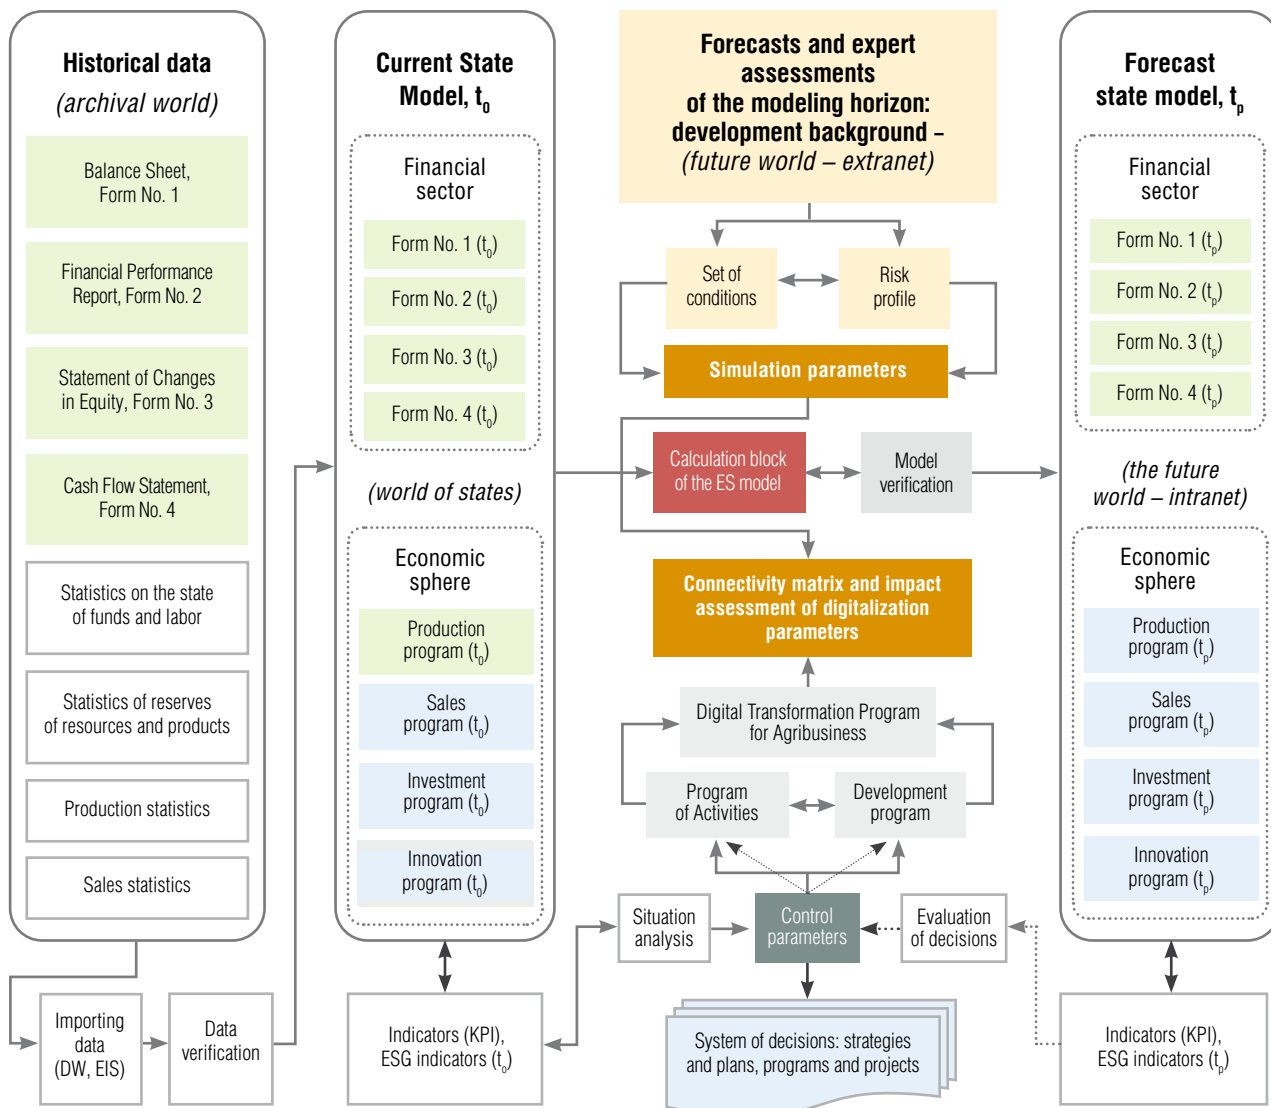 Historical data
(archival world)
Balance Sheet,
Form No. 1
Financial Performance
Report, Form No. 2
Statement of Changes
in Equity, Form No. 3
Cash Flow Statement,
Form No. 4
Statistics on the state
of funds and labor
Statistics of reserves
of resources and products
Production statistics
Sales statistics
Importing
data
(DW, EIS)
Data
verification
Current State
Model, t₀
Financial
sector
Form No. 1 (t₀)
Form No. 2 (t₀)
Form No. 3 (t₀)
Form No. 4 (t₀)
(world of states)
Economic
sphere
Production
program (t₀)
Sales
program (t₀)
Investment
program (t₀)
Innovation
program (t₀)
Indicators (KPI),
ESG indicators (t₀)
Forecasts and expert
assessments
of the modeling horizon:
development background –
(future world – extranet)
Set of
conditions
Risk
profile
Simulation parameters
Calculation block
of the ES model
Model
verification
Connectivity matrix and impact
assessment of digitalization
parameters
Digital Transformation Program
for Agribusiness
Program
of Activities
Development
program
Situation
analysis
Control
parameters
Evaluation
of decisions
System of decisions: strategies
and plans, programs and projects
Forecast
state model, tₚ
Financial
sector
Form No. 1 (tₚ)
Form No. 2 (tₚ)
Form No. 3 (tₚ)
Form No. 4 (tₚ)
(the future
world – intranet)
Economic
sphere
Production
program (tₚ)
Sales
program (tₚ)
Investment
program (tₚ)
Innovation
program (tₚ)
Indicators (KPI),
ESG indicators (tₚ)